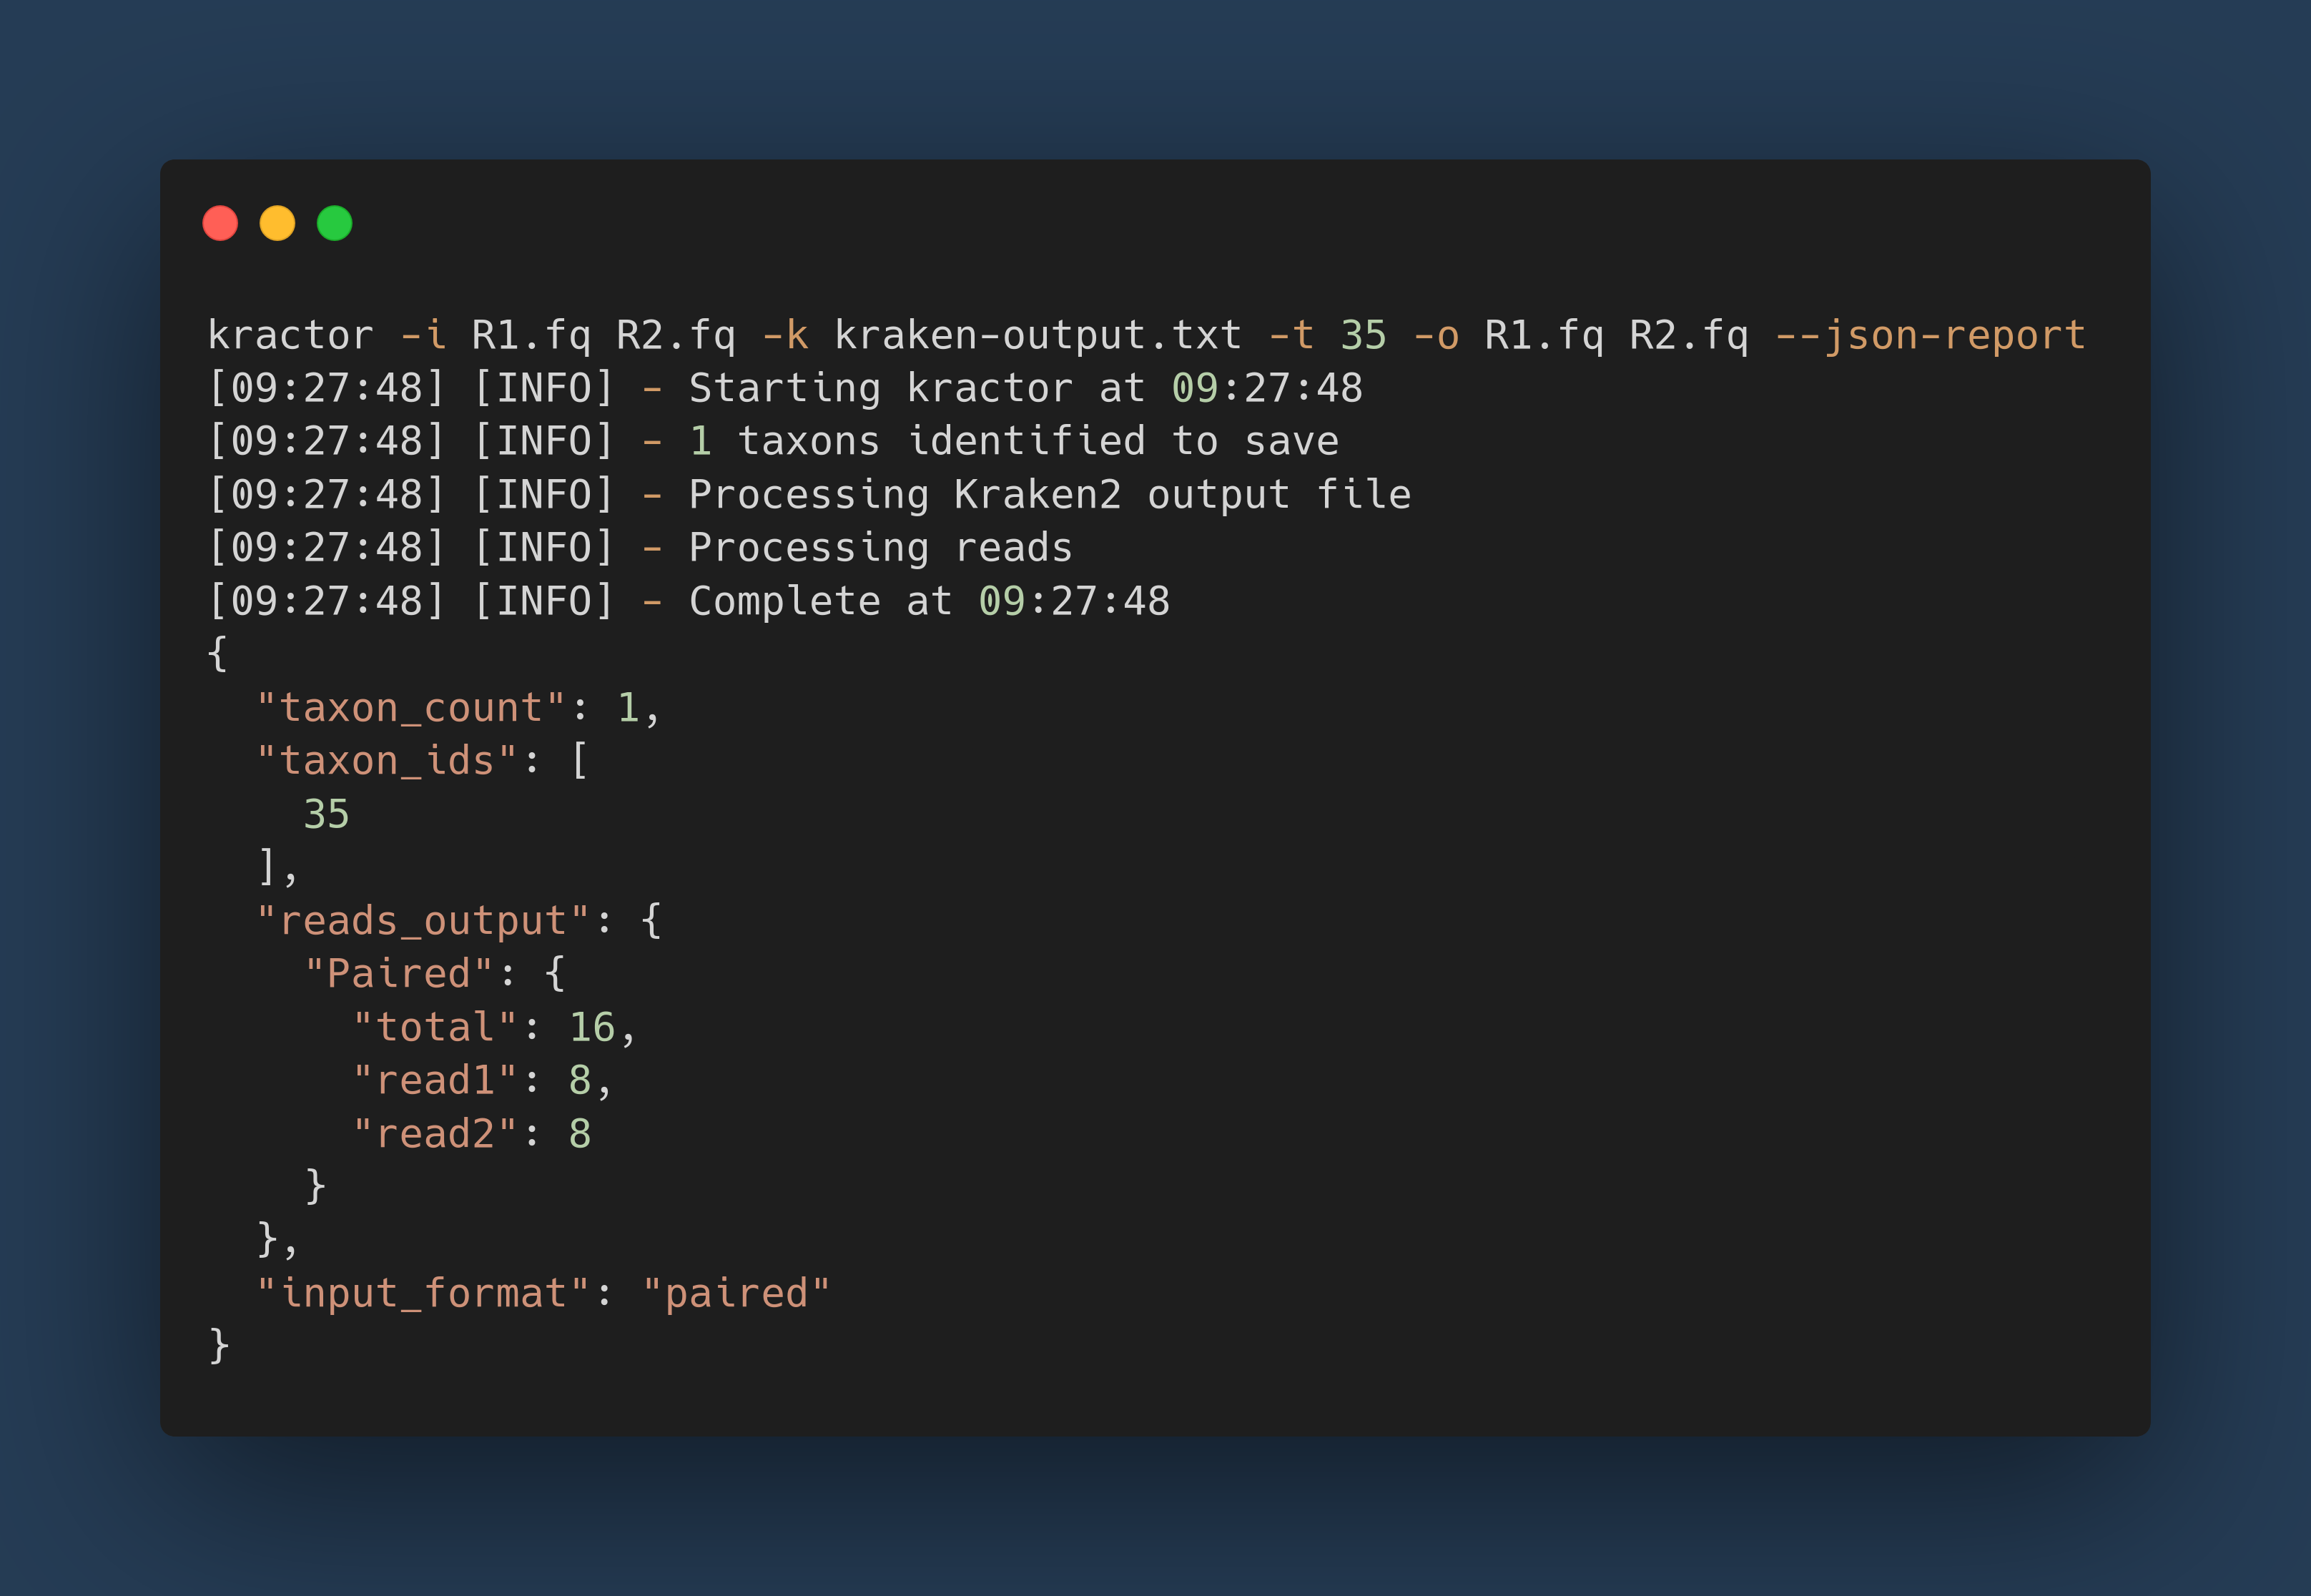 kractor -i R1.fq R2.fq -k kraken-output.txt -t 35 -o R1.fq R2.fq --json-report
[09:27:48] [INFO] - Starting kractor at 09:27:48
[09:27:48] [INFO] - 1 taxons identified to save
[09:27:48] [INFO] - Processing Kraken2 output file
[09:27:48] [INFO] - Processing reads
[09:27:48] [INFO] - Complete at 09:27:48
{
  "taxon_count": 1,
  "taxon_ids": [
    35
  ],
  "reads_output": {
    "Paired": {
      "total": 16,
      "read1": 8,
      "read2": 8
    }
  },
  "input_format": "paired"
}